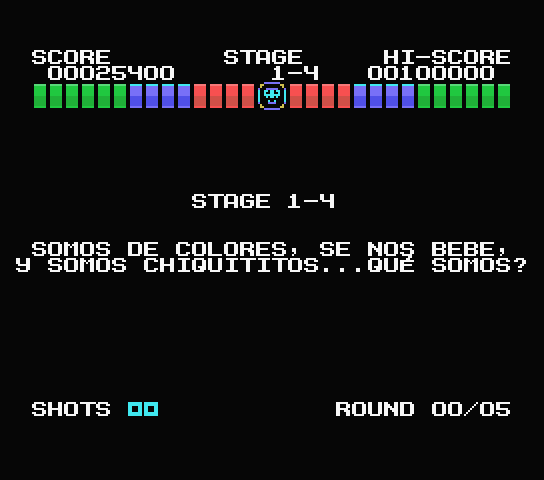 SCORE STAGE HI-SCORE
00025400 1-4 00100000
STAGE 1-4
SOMOS DE COLORES, SE NOS BEBE,
Y SOMOS CHIQUITITOS...QUÉ SOMOS?
SHOTS ROUND 00/05